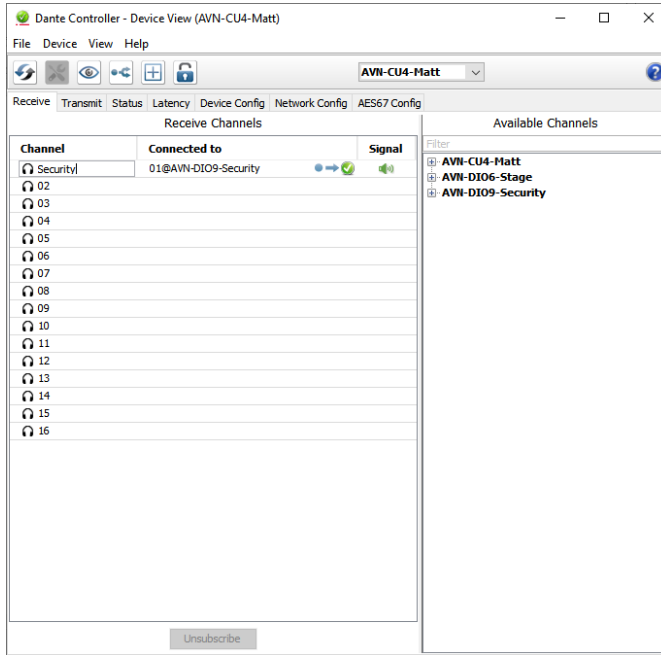 Dante Controller - Device View (AVN-CU4-Matt)
File Device View Help
AVN-CU4-Matt
Receive Transmit Status Latency Device Config Network Config AES67 Config
Receive Channels
Available Channels
Channel Connected to Signal
Filter
Security 01@AVN-DIO9-Security
02
03
04
05
06
07
08
09
10
11
12
13
14
15
16
AVN-CU4-Matt
AVN-DIO6-Stage
AVN-DIO9-Security
Unsubscribe